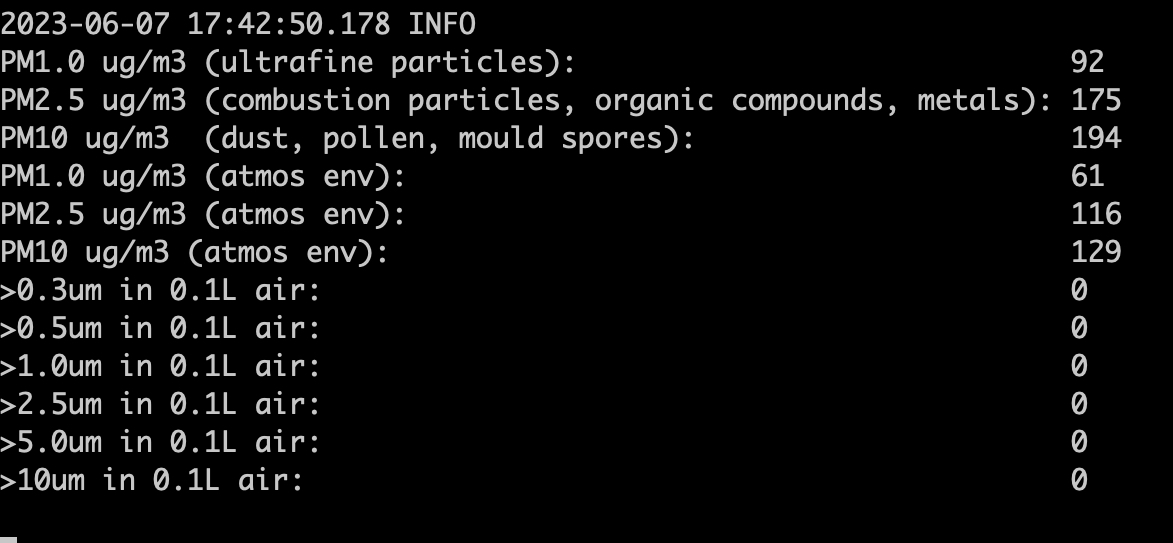 2023-06-07 17:42:50.178 INFO
PM1.0 ug/m3 (ultrafine particles): 92
PM2.5 ug/m3 (combustion particles, organic compounds, metals): 175
PM10 ug/m3  (dust, pollen, mould spores): 194
PM1.0 ug/m3 (atmos env): 61
PM2.5 ug/m3 (atmos env): 116
PM10 ug/m3 (atmos env): 129
>0.3um in 0.1L air: 0
>0.5um in 0.1L air: 0
>1.0um in 0.1L air: 0
>2.5um in 0.1L air: 0
>5.0um in 0.1L air: 0
>10um in 0.1L air: 0